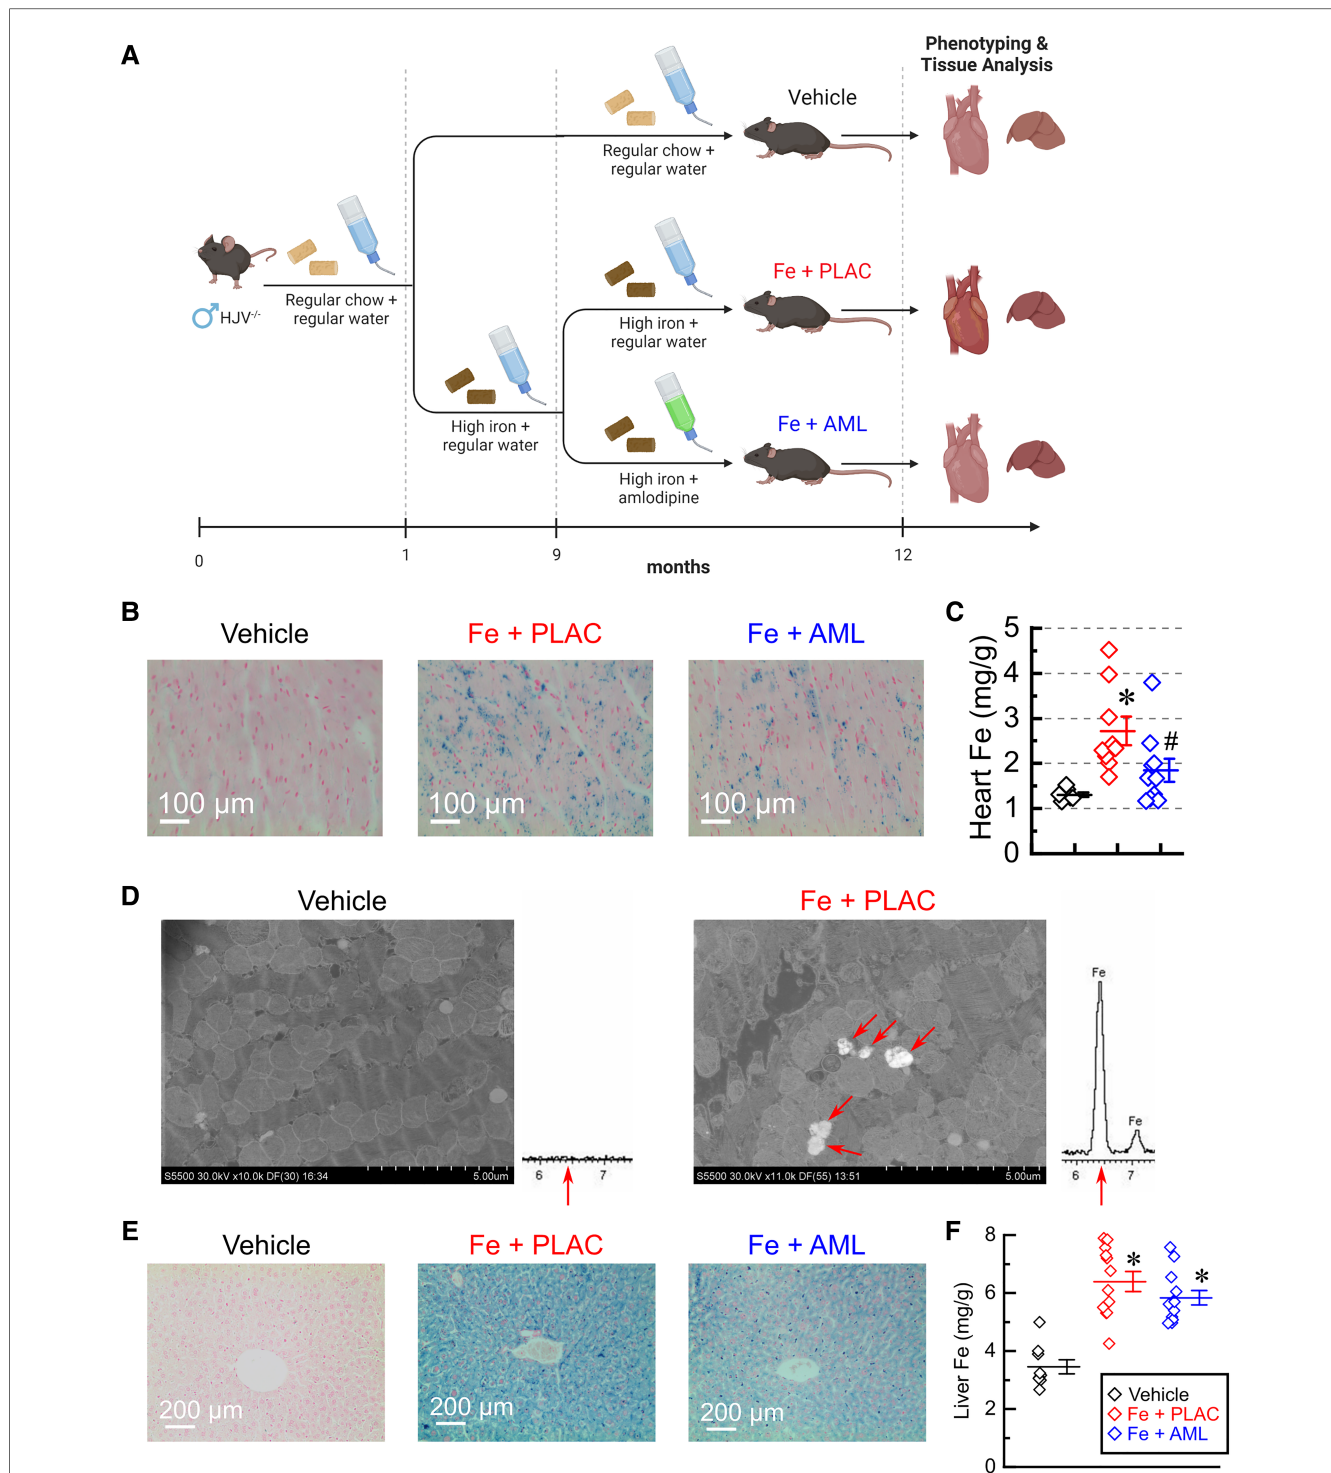 A
Phenotyping &
Tissue Analysis
Vehicle
Regular chow +
regular water
Fe + PLAC
HJV-/-
Regular chow +
regular water
High iron +
regular water
Fe + AML
High iron +
regular water
High iron +
amlodipine
0
1
9
12
months
B
Vehicle
Fe + PLAC
Fe + AML
100 µm
100 µm
100 µm
C
Heart Fe (mg/g)
5
4
3
2
1
0
*
#
D
Vehicle
Fe + PLAC
S5500 30.0kV x10.0k DF(30) 16:34
5.00um
6
7
S5500 30.0kV x11.0k DF(55) 13:51
5.00um
Fe
Fe
6
7
E
Vehicle
Fe + PLAC
Fe + AML
200 µm
200 µm
200 µm
F
Liver Fe (mg/g)
8
6
4
2
0
*
*
Vehicle
Fe + PLAC
Fe + AML